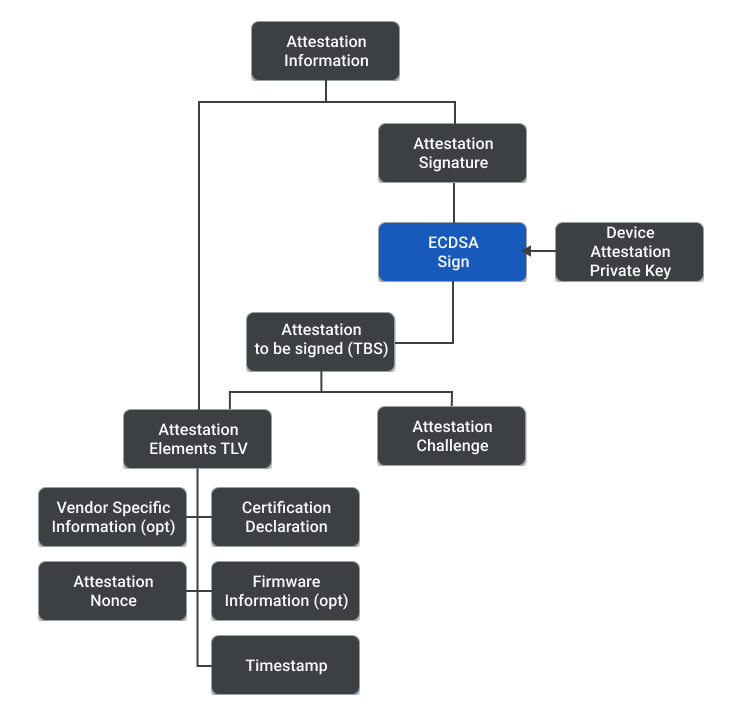 Attestation
Information
Attestation
Signature
ECDSA
Sign
Device
Attestation
Private Key
Attestation
to be signed (TBS)
Attestation
Elements TLV
Attestation
Challenge
Vendor Specific
Information (opt)
Certification
Declaration
Attestation
Nonce
Firmware
Information (opt)
Timestamp